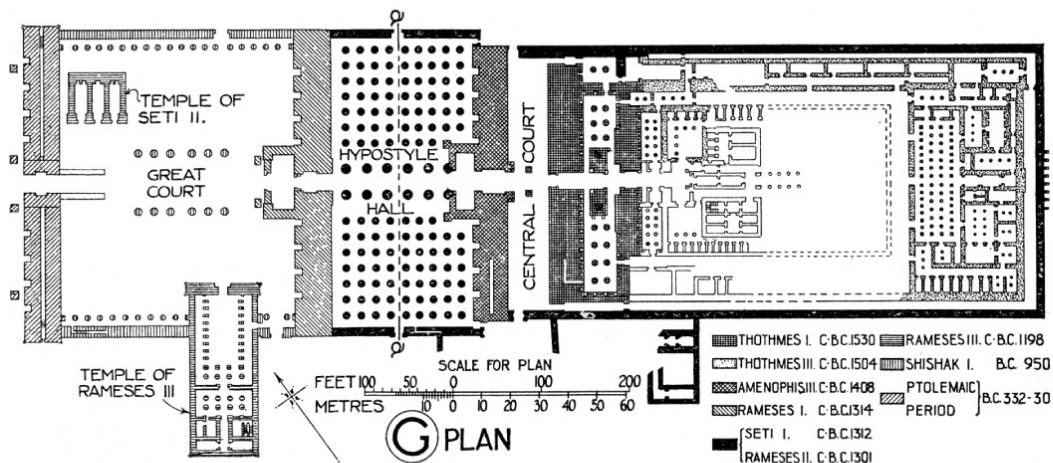 a
TEMPLE OF
SETI II.
GREAT
COURT
HYPOSTYLE
HALL
CENTRAL COURT
a
TEMPLE OF
RAMESES III
SCALE FOR PLAN
FEET 100 50 0 100 200
METRES 10 0 10 20 30 40 50 60
G PLAN
THOTHMES I. C·B.C.1530
THOTHMES III. C·B.C.1504
AMENOPHIS III. C·B.C.1408
RAMESES I. C·B.C.1314
SETI I. C·B.C.1312
RAMESES II. C·B.C.1301
RAMESES III. C·B.C.1198
SHISHAK I. B.C. 950
PTOLEMAIC
PERIOD B.C.332-30